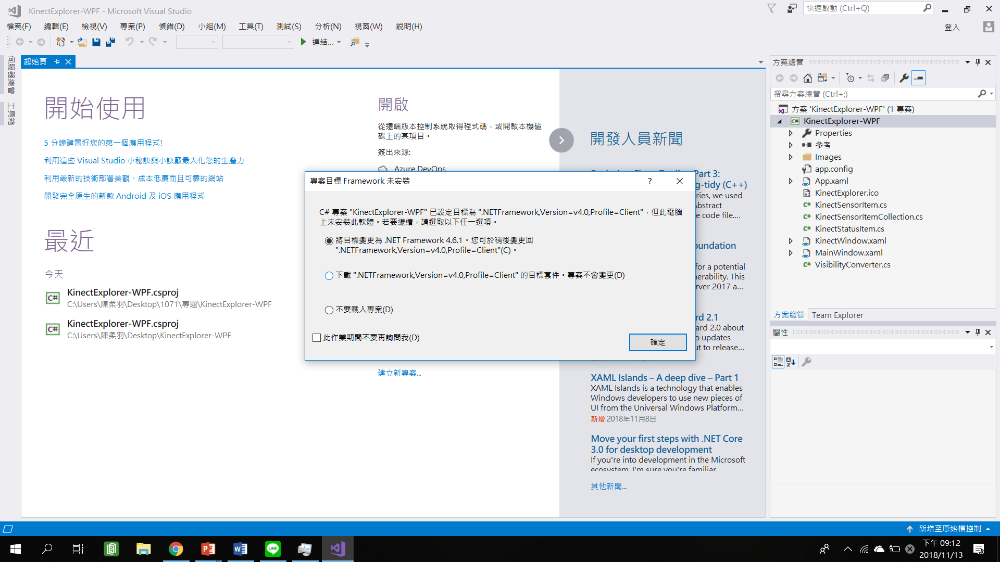 KinectExplorer-WPF - Microsoft Visual Studio
快速啟動 (Ctrl+Q)
檔案(F) 編輯(E) 檢視(V) 專案(P) 偵錯(D) 小組(M) 工具(T) 測試(S) 分析(N) 視窗(W) 說明(H)
登入
連結...
伺服器總管
工具箱
起始頁
開始使用
5 分鐘建置好您的第一個應用程式!
利用這些 Visual Studio 小秘訣與小訣竅最大化您的生產力
利用最新的技術部署美觀、成本低廉而且可靠的網站
開發完全原生的新款 Android 及 iOS 應用程式
最近
今天
KinectExplorer-WPF.csproj
C:\Users\陳柔羽\Desktop\1071\專題\KinectExplorer-WPF
KinectExplorer-WPF.csproj
C:\Users\陳柔羽\Desktop\KinectExplorer-WPF
開啟
從遠端版本控制系統取得程式碼，或開啟本機磁
碟上的某項目。
簽出來源:
Azure DevOps
建立新專案...
專案目標 Framework 未安裝
?
C# 專案 "KinectExplorer-WPF" 已設定目標為 ".NETFramework,Version=v4.0,Profile=Client"，但此電腦
上未安裝此軟體。若要繼續，請選取以下任一選項。
將目標變更為 .NET Framework 4.6.1。您可於稍後變更回
".NETFramework,Version=v4.0,Profile=Client"(C)。
下載 ".NETFramework,Version=v4.0,Profile=Client" 的目標套件。專案不會變更(D)
不要載入專案(D)
此作業期間不要再詢問我(D)
確定
開發人員新聞
Part 3:
g-tidy (C++)
ries, we used
Abstract
e code file....
oundation
for a potential
nerability. This
rver 2017 a...
rd 2.1
ard 2.0 about
o updates
ut to release...
XAML Islands – A deep dive – Part 1
XAML Islands is a technology that enables
Windows developers to use new pieces of
UI from the Universal Windows Platform...
新增 2018年11月8日
Move your first steps with .NET Core
3.0 for desktop development
If you're into development in the Microsoft
ecosystem, I'm sure you're familiar
其他新聞...
方案總管
搜尋方案總管 (Ctrl+;)
方案 'KinectExplorer-WPF' (1 專案)
KinectExplorer-WPF
Properties
參考
Images
app.config
App.xaml
KinectExplorer.ico
KinectSensorItem.cs
KinectSensorItemCollection.cs
KinectStatusItem.cs
KinectWindow.xaml
MainWindow.xaml
VisibilityConverter.cs
方案總管 Team Explorer
屬性
新增至原始檔控制
下午 09:12
2018/11/13